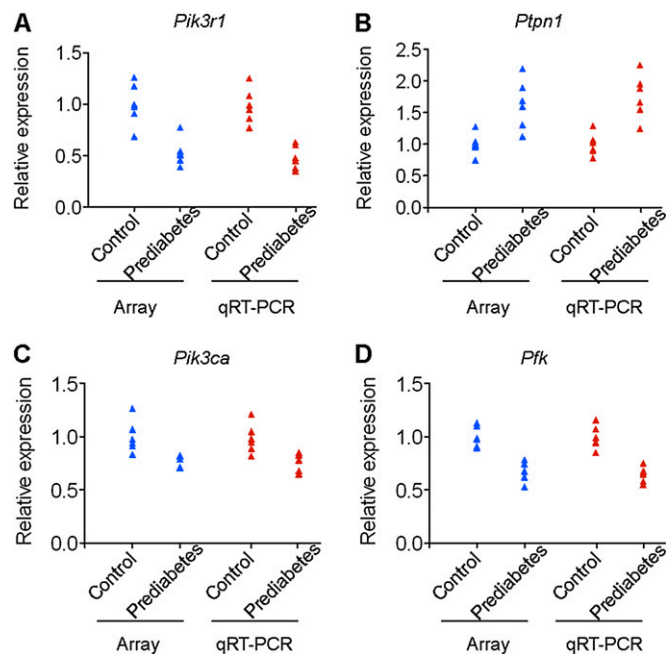 A
Pik3r1
Relative expression
1.5
1.0
0.5
0.0
Control
Prediabetes
Control
Prediabetes
Array
qRT-PCR
B
Ptpn1
Relative expression
2.5
2.0
1.5
1.0
0.5
0.0
Control
Prediabetes
Control
Prediabetes
Array
qRT-PCR
C
Pik3ca
Relative expression
1.5
1.0
0.5
0.0
Control
Prediabetes
Control
Prediabetes
Array
qRT-PCR
D
Pfk
Relative expression
1.5
1.0
0.5
0.0
Control
Prediabetes
Control
Prediabetes
Array
qRT-PCR